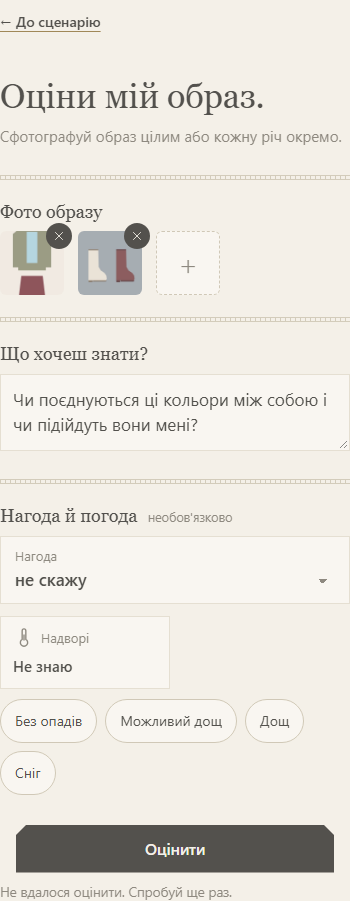 ← До сценарію
Оціни мій образ.
Сфотографуй образ цілим або кожну річ окремо.
Фото образу
Що хочеш знати?
Чи поєднуються ці кольори між собою і
чи підійдуть вони мені?
Нагода й погода необов'язково
Нагода
не скажу
Надворі
Не знаю
Без опадів Можливий дощ Дощ
Сніг
Оцінити
Не вдалося оцінити. Спробуй ще раз.